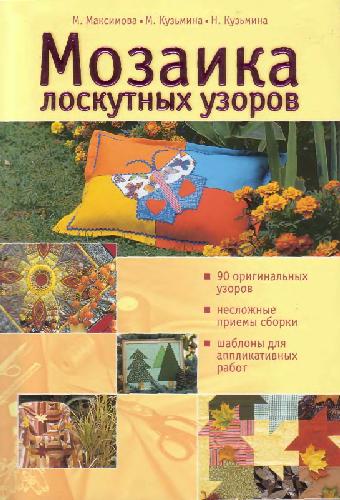 М. Максимова • М. Кузьмина • Н. Кузьмина
Мозаика
лоскутных узоров
90 оригинальных
узоров
несложные
приемы сборки
шаблоны для
аппликативных
работ